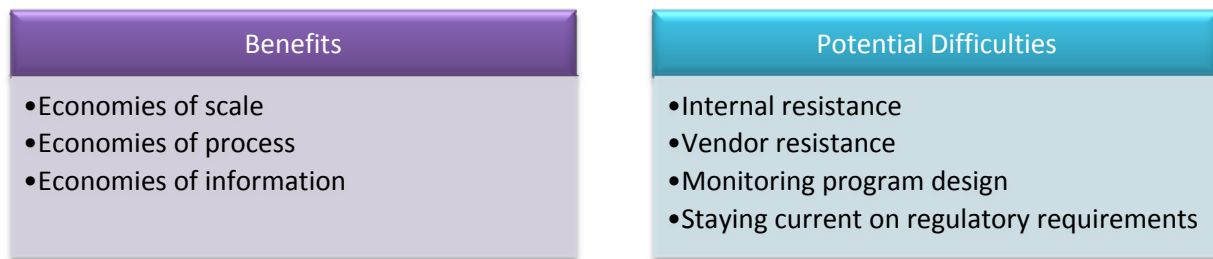 Benefits
•Economies of scale
•Economies of process
•Economies of information
Potential Difficulties
•Internal resistance
•Vendor resistance
•Monitoring program design
•Staying current on regulatory requirements